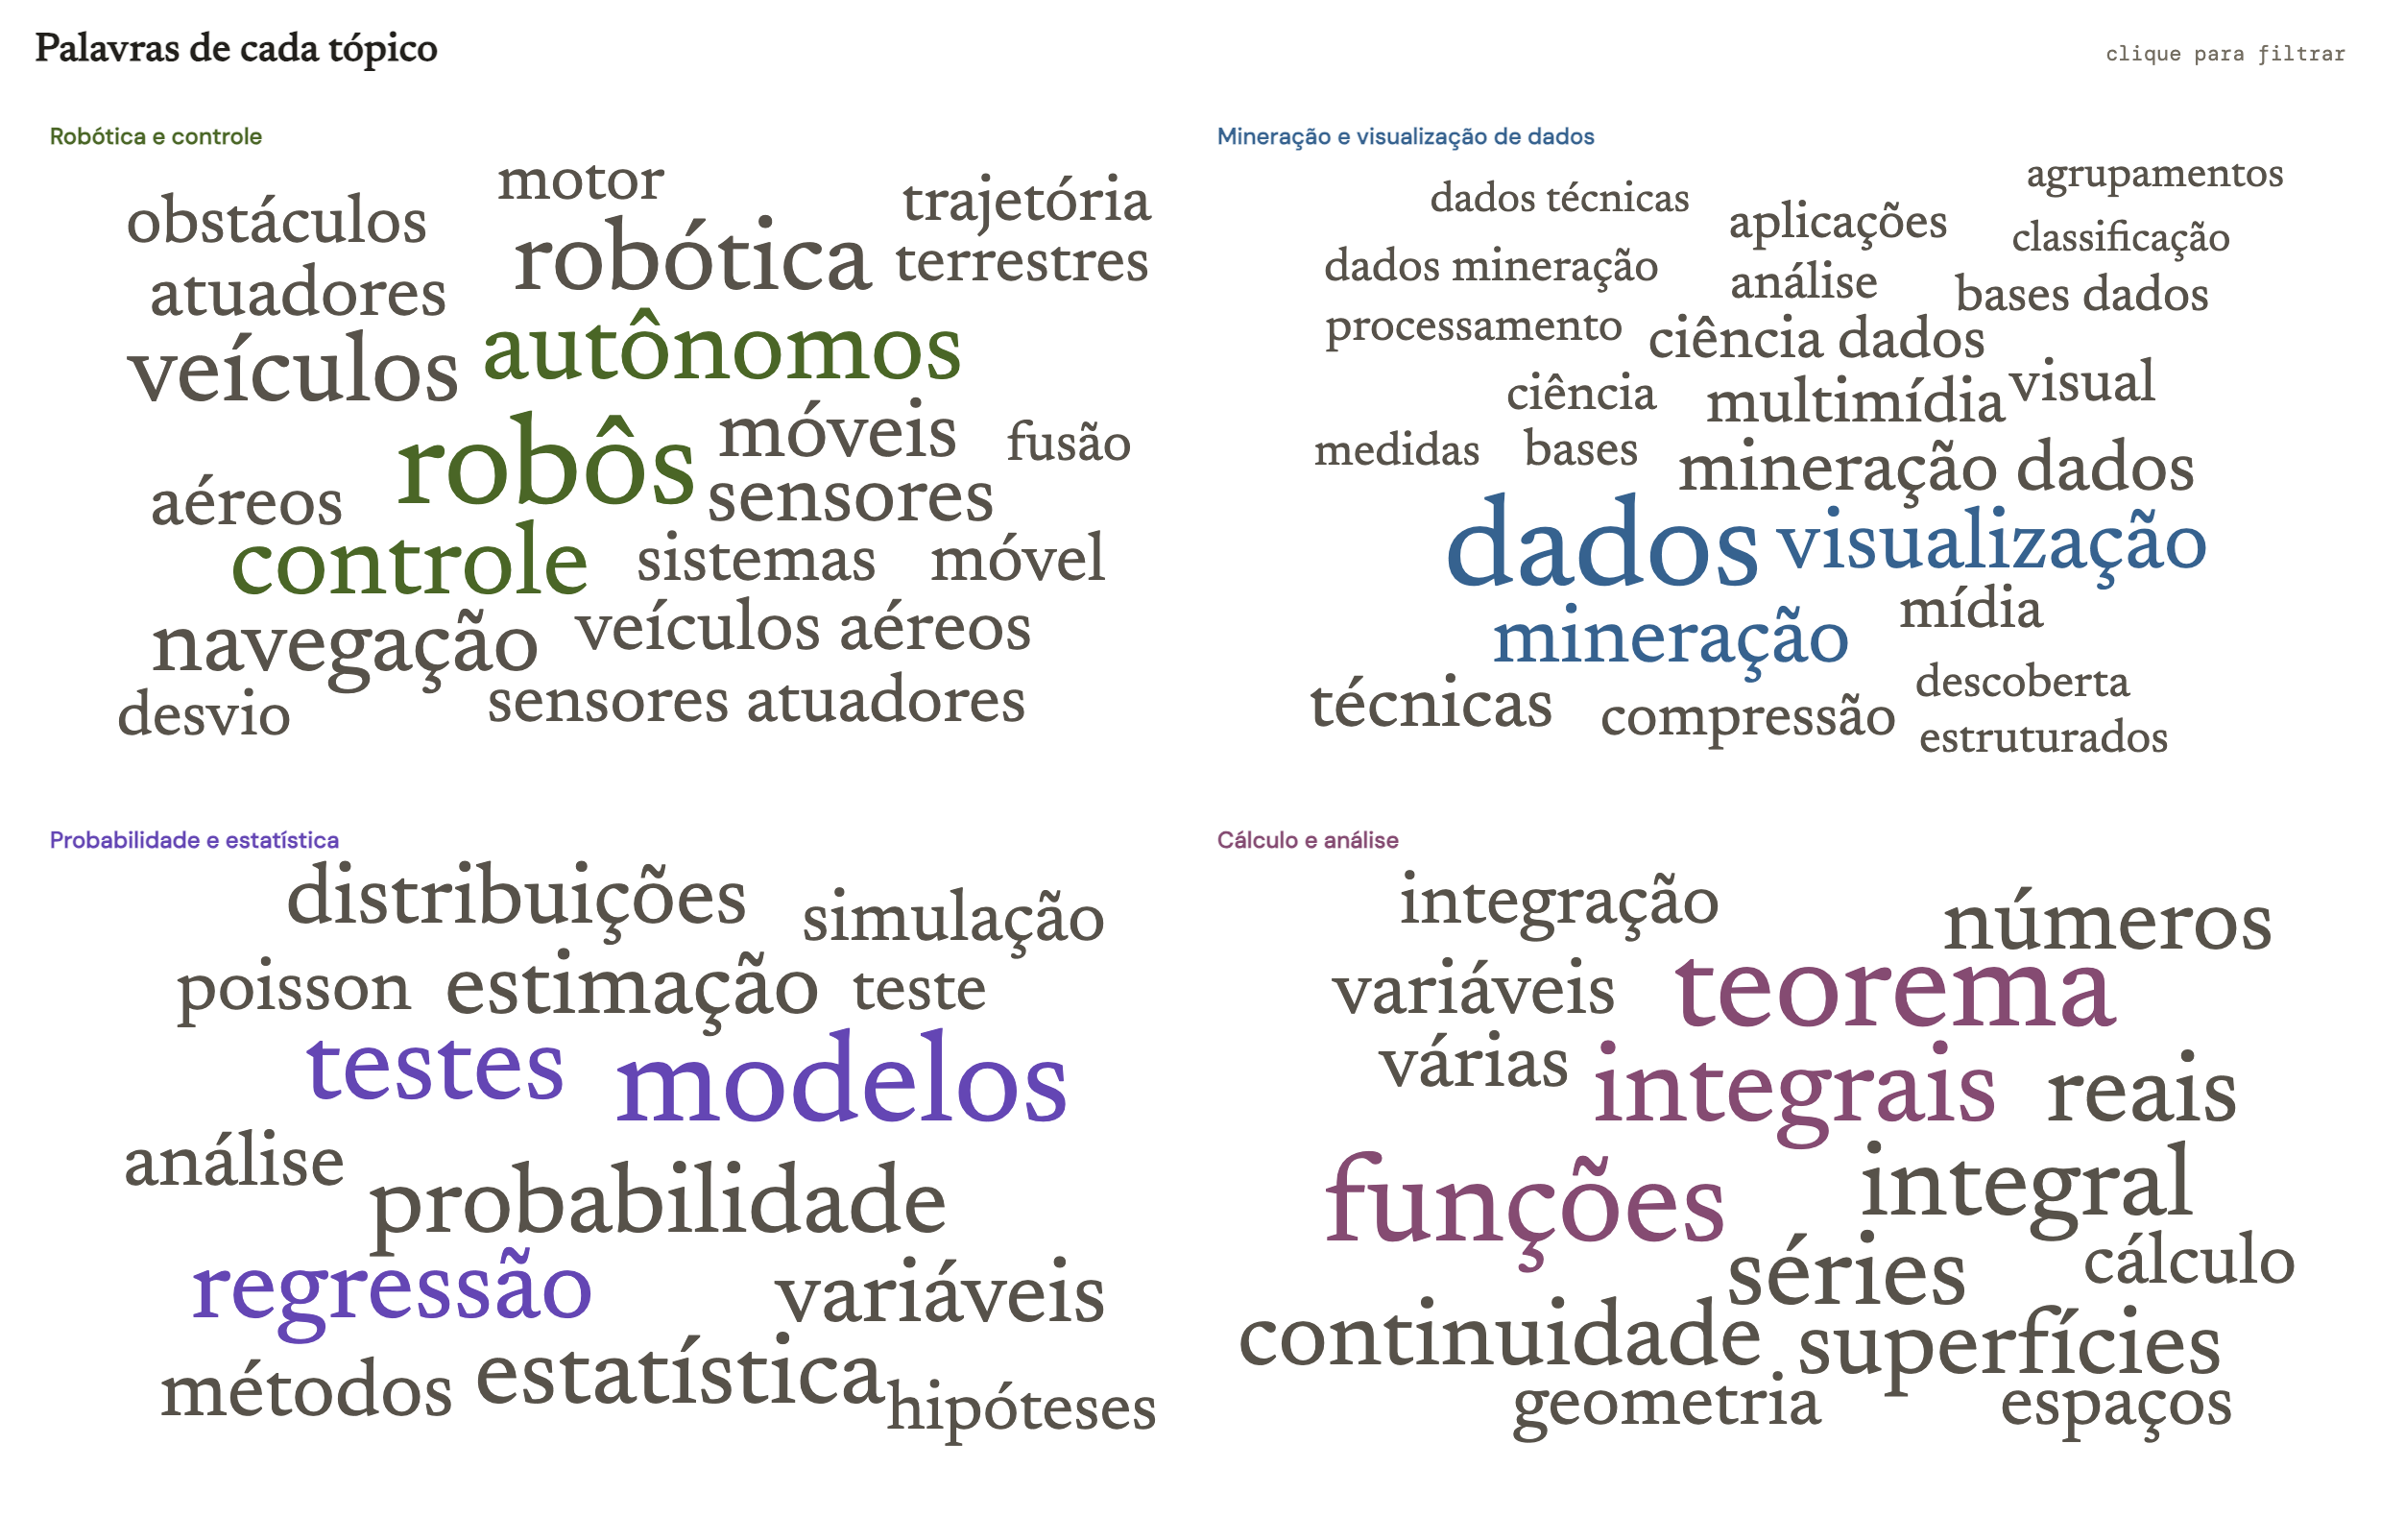 Palavras de cada tópico
clique para filtrar
Robótica e controle
motor
trajetória
obstáculos
robótica
terrestres
atuadores
autônomos
veículos
móveis
fusão
robôs
sensores
aéreos
controle
sistemas
móvel
navegação
veículos aéreos
desvio
sensores atuadores
Mineração e visualização de dados
agrupamentos
dados técnicas
aplicações
classificação
dados mineração
análise
bases dados
processamento
ciência dados
visual
ciência
multimídia
medidas
bases
mineração dados
dados
visualização
mídia
mineração
descoberta
técnicas
compressão
estruturados
Probabilidade e estatística
distribuições
simulação
poisson
estimação
teste
testes
modelos
análise
probabilidade
regressão
variáveis
métodos
estatística
hipóteses
Cálculo e análise
integração
números
variáveis
teorema
várias
integrais
reais
funções
integral
séries
cálculo
continuidade
superfícies
geometria
espaços